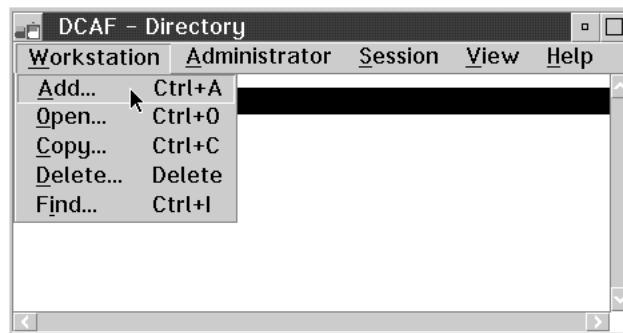 DCAF - Directory
Workstation Administrator Session View Help
Add... Ctrl+A
Open... Ctrl+O
Copy... Ctrl+C
Delete... Delete
Find... Ctrl+I